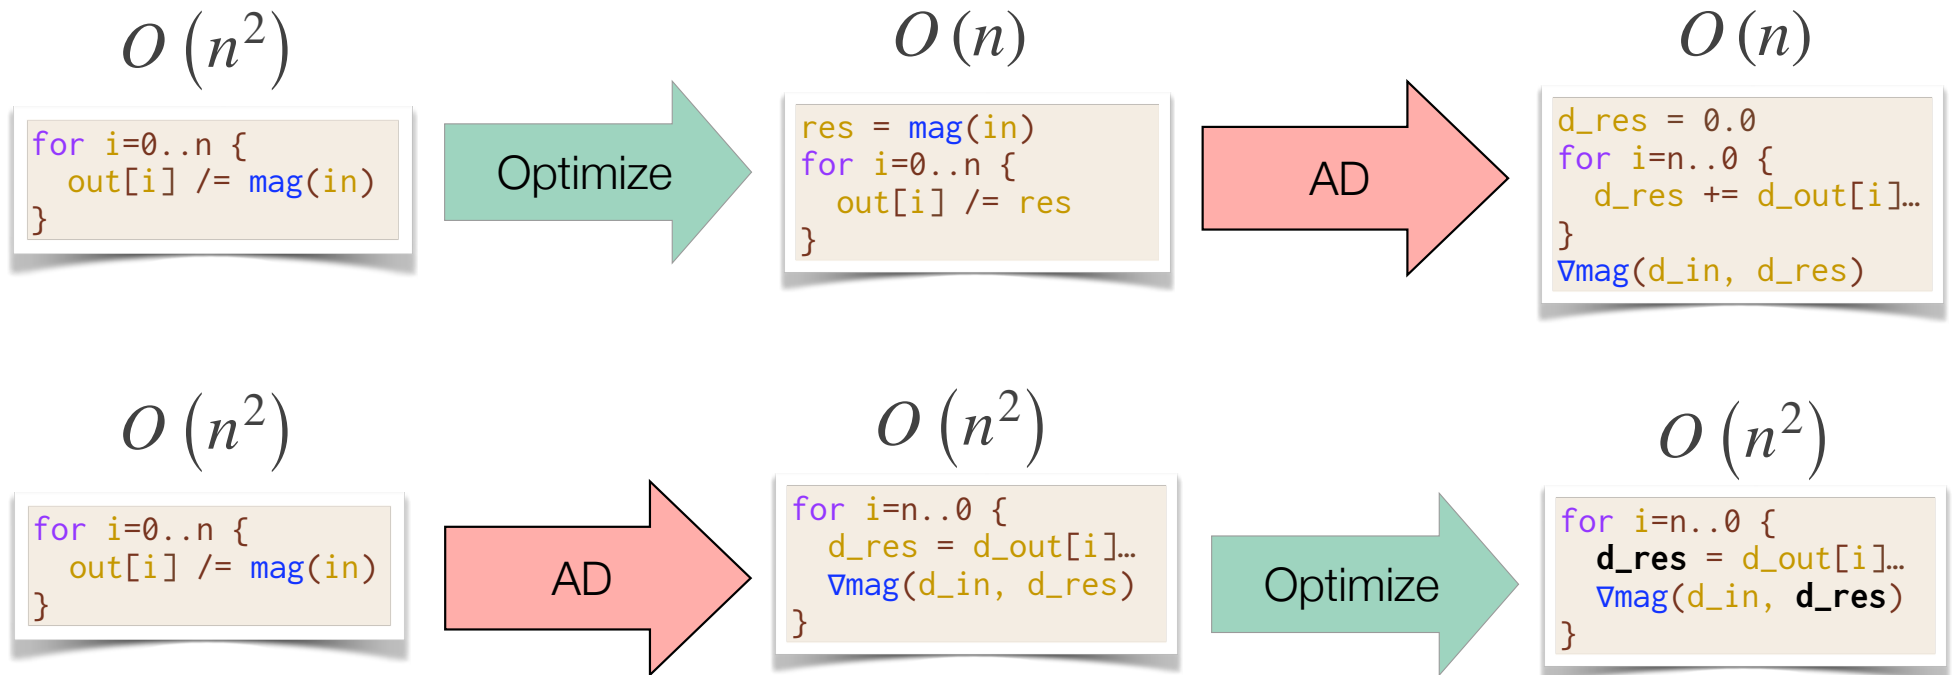 O (n²)
for i=0..n {
  out[i] /= mag(in)
}
Optimize
O (n)
res = mag(in)
for i=0..n {
  out[i] /= res
}
AD
O (n)
d_res = 0.0
for i=n..0 {
  d_res += d_out[i]…
}
∇mag(d_in, d_res)
O (n²)
for i=0..n {
  out[i] /= mag(in)
}
AD
O (n²)
for i=n..0 {
  d_res = d_out[i]…
  ∇mag(d_in, d_res)
}
Optimize
O (n²)
for i=n..0 {
  d_res = d_out[i]…
  ∇mag(d_in, d_res)
}